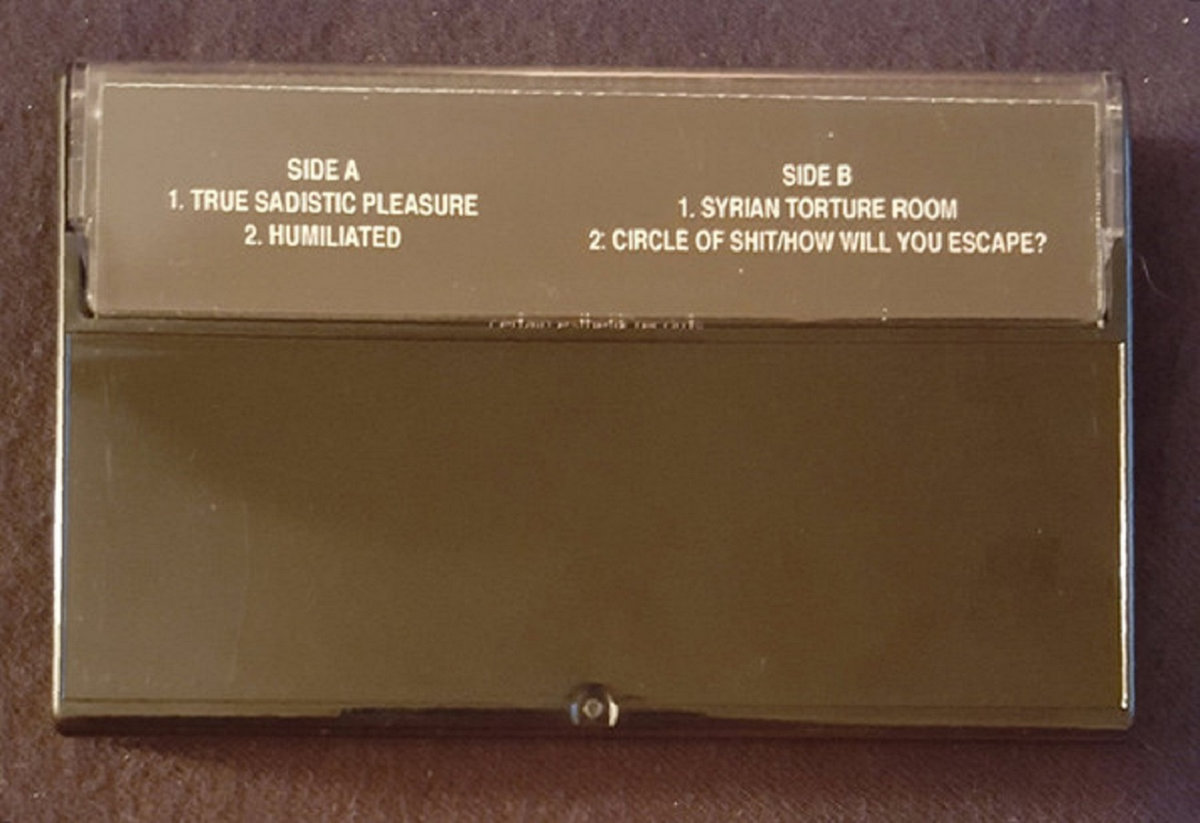 SIDE A
1. TRUE SADISTIC PLEASURE
2. HUMILIATED
SIDE B
1. SYRIAN TORTURE ROOM
2. CIRCLE OF SHIT/HOW WILL YOU ESCAPE?